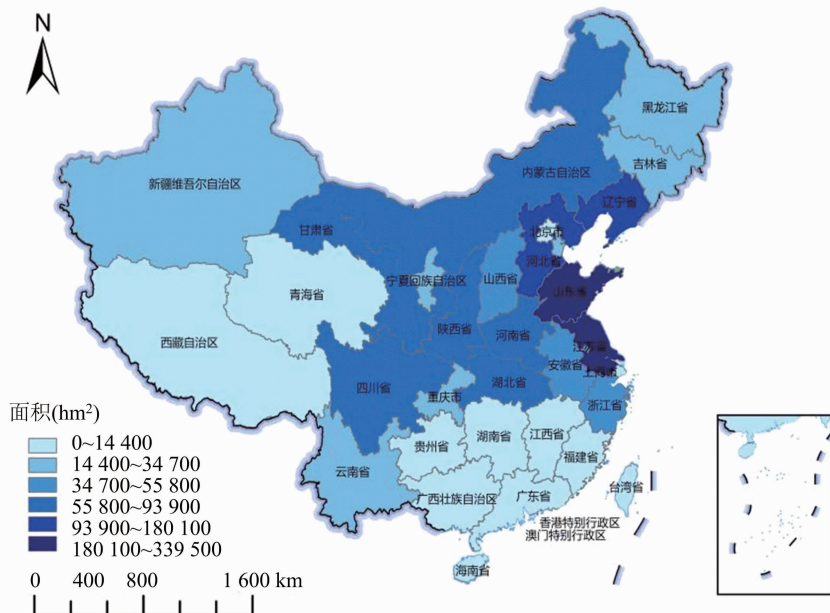 N
黑龙江省
吉林省
新疆维吾尔自治区
内蒙古自治区
辽宁省
甘肃省
北京市
河北省
宁夏回族自治区
山西省
青海省
山东省
陕西省
河南省
西藏自治区
江苏省
安徽省
上海市
四川省
湖北省
重庆市
浙江省
面积(hm²)
0~14 400
14 400~34 700
34 700~55 800
55 800~93 900
93 900~180 100
180 100~339 500
贵州省
湖南省
江西省
福建省
云南省
广西壮族自治区
广东省
台湾省
香港特别行政区
澳门特别行政区
海南省
0 400 800 1 600 km